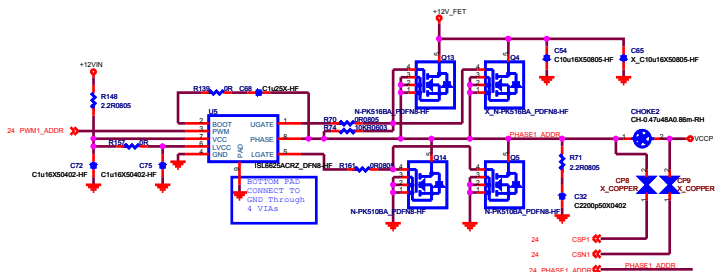 +12V_FET
+12VIN
Q13
Q4
C54
C10u16X50805-HF
C65
X_C10u16X50805-HF
R148
2.2R0805
R139
0R
C68
C1u25X-HF
N-PK516BA_PDFN8-HF
X_N-PK516BA_PDFN8-HF
U5
BOOT
PWM
VCC
LVCC
GND
PAD
UGATE
PHASE
LGATE
R70
0R0805
R74
10KR0603
CHOKE2
CH-0.47u48A0.86m-RH
24 PWM1_ADDR
PHASE1_ADDR
VCCP
R157
0R
ISL6625ACRZ_DFN8-HF
R161
0R0805
Q14
Q5
R71
2.2R0805
C72
C1u16X50402-HF
C75
C1u16X50402-HF
BOTTOM PAD
CONNECT TO
GND Through
4 VIAs
CP8
X_COPPER
CP9
X_COPPER
C32
C2200p50X0402
N-PK510BA_PDFN8-HF
N-PK510BA_PDFN8-HF
24 CSP1
24 CSN1
24 PHASE1_ADDR
PHASE1_ADDR